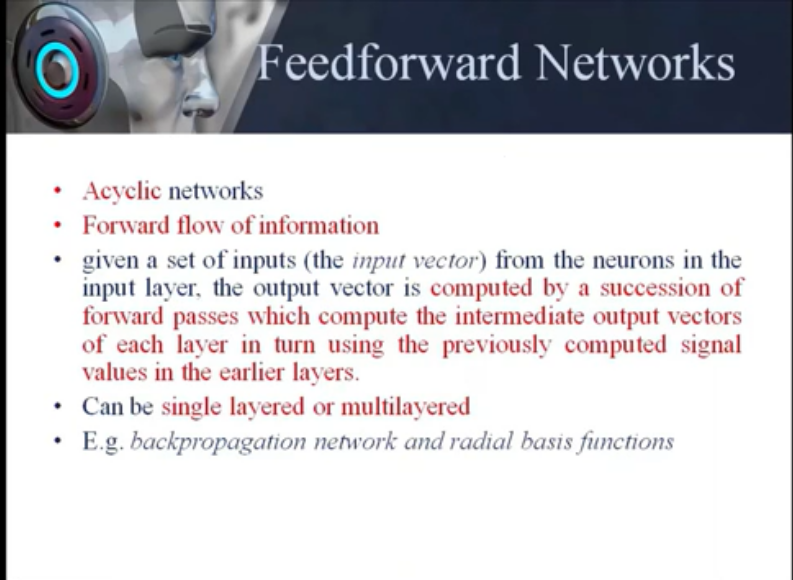 Feedforward Networks
• Acyclic networks
• Forward flow of information
• given a set of inputs (the input vector) from the neurons in the
input layer, the output vector is computed by a succession of
forward passes which compute the intermediate output vectors
of each layer in turn using the previously computed signal
values in the earlier layers.
• Can be single layered or multilayered
• E.g. backpropagation network and radial basis functions